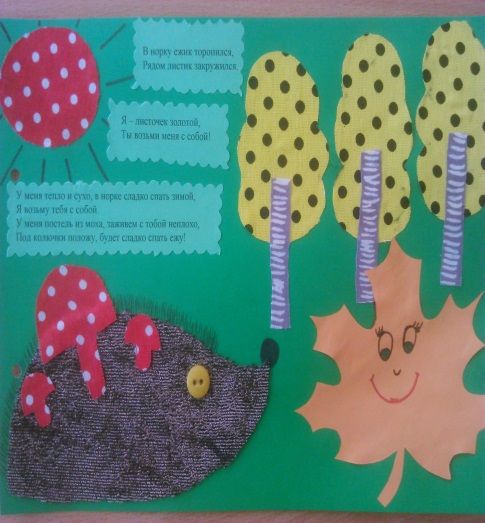 В норку ежик торопился,
Рядом листик закружился.
Я – листочек золотой,
Ты возьми меня с собой!
У меня тепло и сухо, в норке сладко спать зимой,
Я возьму тебя с собой.
У меня постель из моха, заживем с тобой неплохо,
Под колючки положу, будет сладко спать ежу!